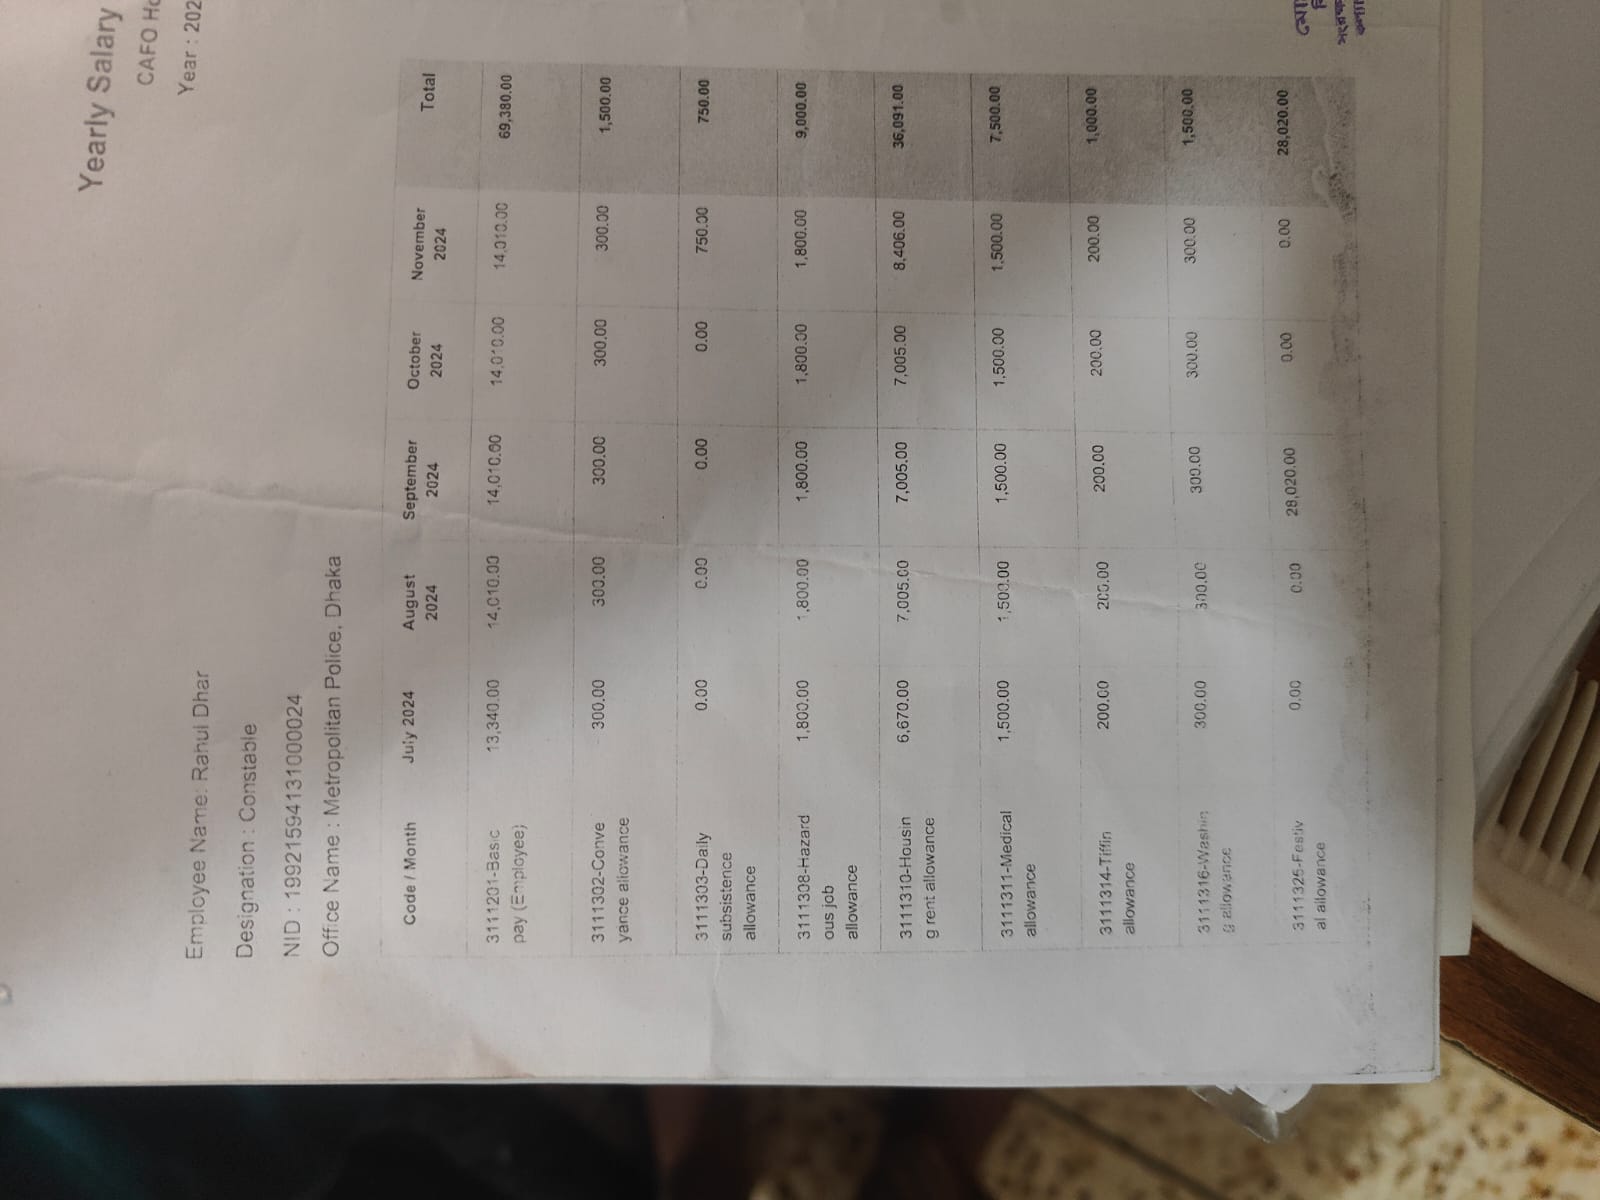 Yearly Salary
CAFO Ho
Year : 202
Employee Name: Rahul Dhar
Designation : Constable
NID : 19921594131000024
Office Name : Metropolitan Police, Dhaka
Code / Month July 2024 August 2024 September 2024 October 2024 November 2024 Total
3111201-Basic 13,340.00 14,010.00 14,010.00 14,010.00 14,010.00 69,380.00
pay (Employee)
3111302-Conve 300.00 300.00 300.00 300.00 300.00 1,500.00
yance allowance
3111303-Daily 0.00 0.00 0.00 0.00 750.00 750.00
subsistence
allowance
3111308-Hazard 1,800.00 1,800.00 1,800.00 1,800.00 1,800.00 9,000.00
ous job
allowance
3111310-Housin 6,670.00 7,005.00 7,005.00 7,005.00 8,406.00 36,091.00
g rent allowance
3111311-Medical 1,500.00 1,500.00 1,500.00 1,500.00 1,500.00 7,500.00
allowance
3111314-Tiffin 200.00 200.00 200.00 200.00 200.00 1,000.00
allowance
3111316-Washin 300.00 300.00 300.00 300.00 300.00 1,500.00
g allowance
3111325-Festiv 0.00 0.00 28,020.00 0.00 0.00 28,020.00
al allowance
মো